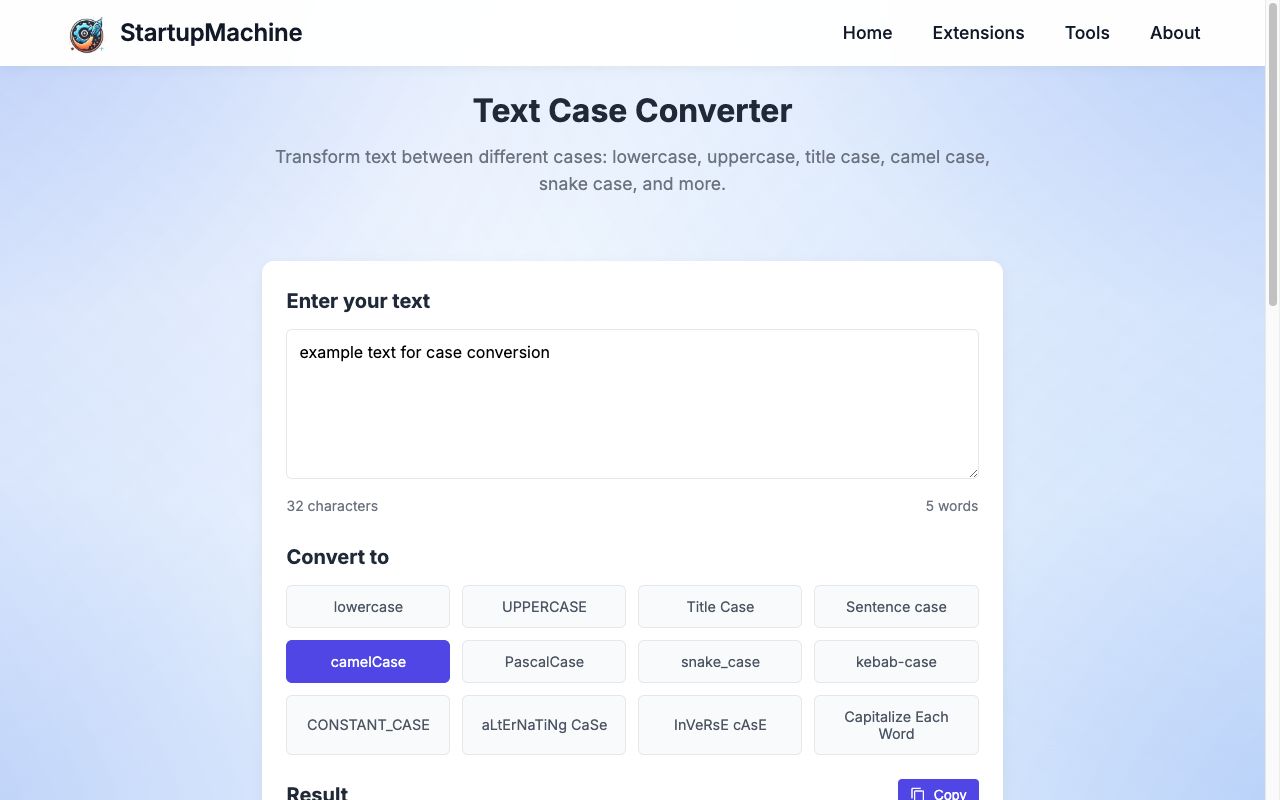 StartupMachine
Home Extensions Tools About
Text Case Converter
Transform text between different cases: lowercase, uppercase, title case, camel case,
snake case, and more.
Enter your text
example text for case conversion
32 characters 5 words
Convert to
lowercase UPPERCASE Title Case Sentence case
camelCase PascalCase snake_case kebab-case
CONSTANT_CASE aLtErNaTiNg CaSe InVeRsE cAsE Capitalize Each
Word
Result Copy